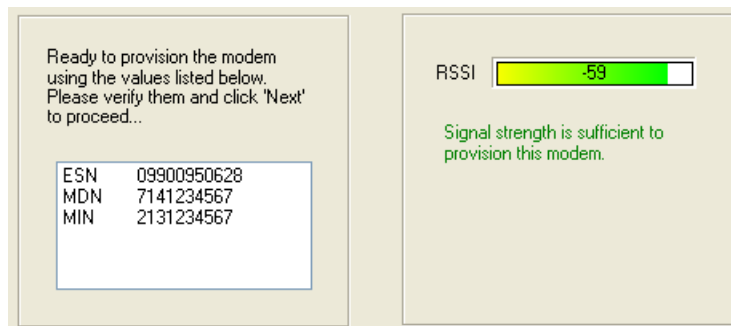 Ready to provision the modem
using the values listed below.
Please verify them and click 'Next'
to proceed...
ESN 09900950628
MDN 7141234567
MIN 2131234567
RSSI -59
Signal strength is sufficient to
provision this modem.